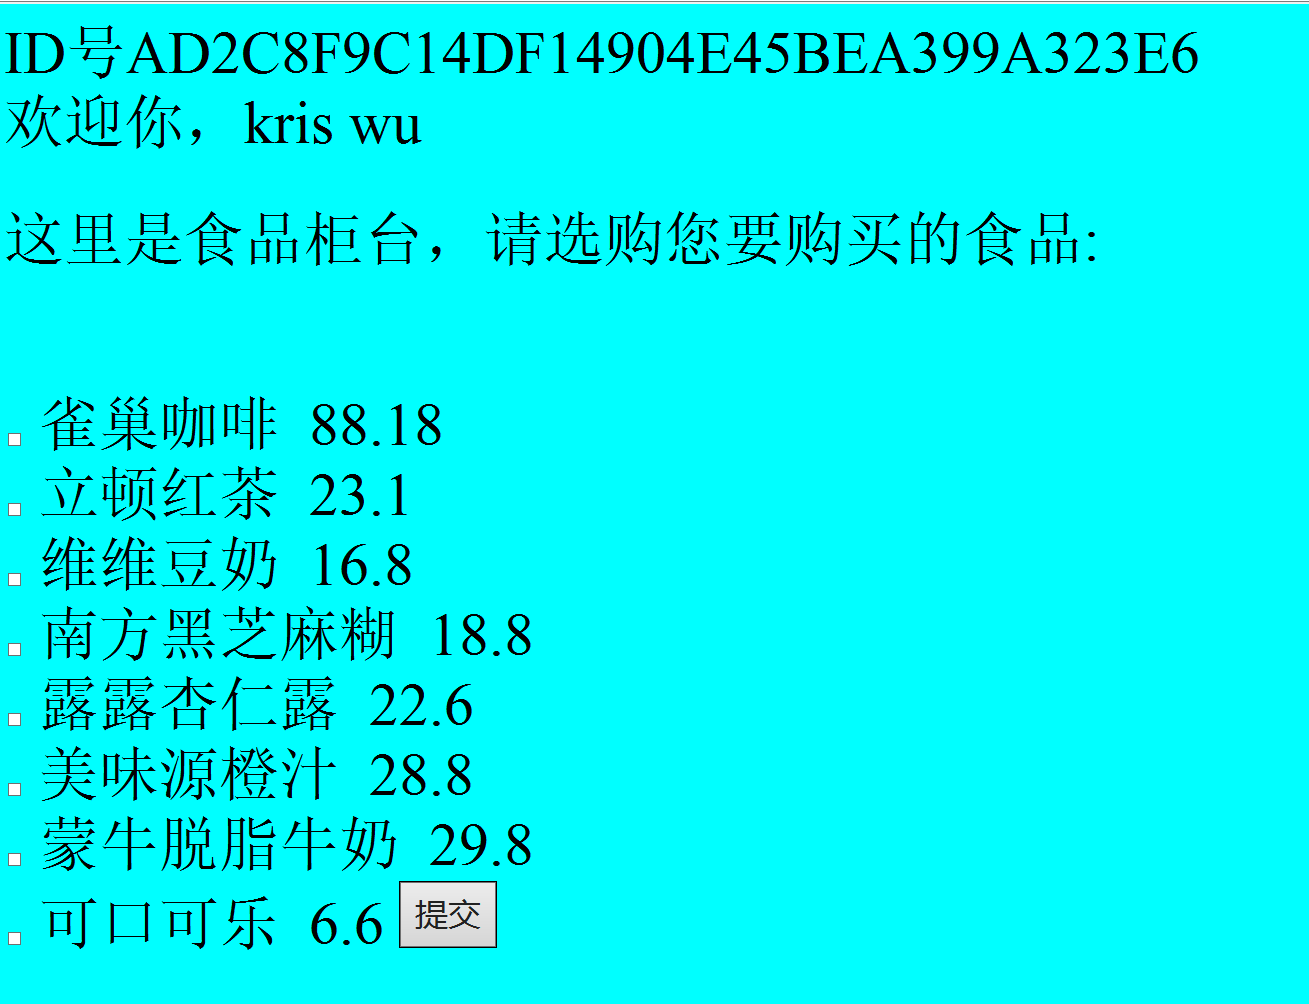 ID号AD2C8F9C14DF14904E45BEA399A323E6
欢迎你，kris wu
这里是食品柜台，请选购您要购买的食品:
雀巢咖啡 88.18
立顿红茶 23.1
维维豆奶 16.8
南方黑芝麻糊 18.8
露露杏仁露 22.6
美味源橙汁 28.8
蒙牛脱脂牛奶 29.8
可口可乐 6.6 提交